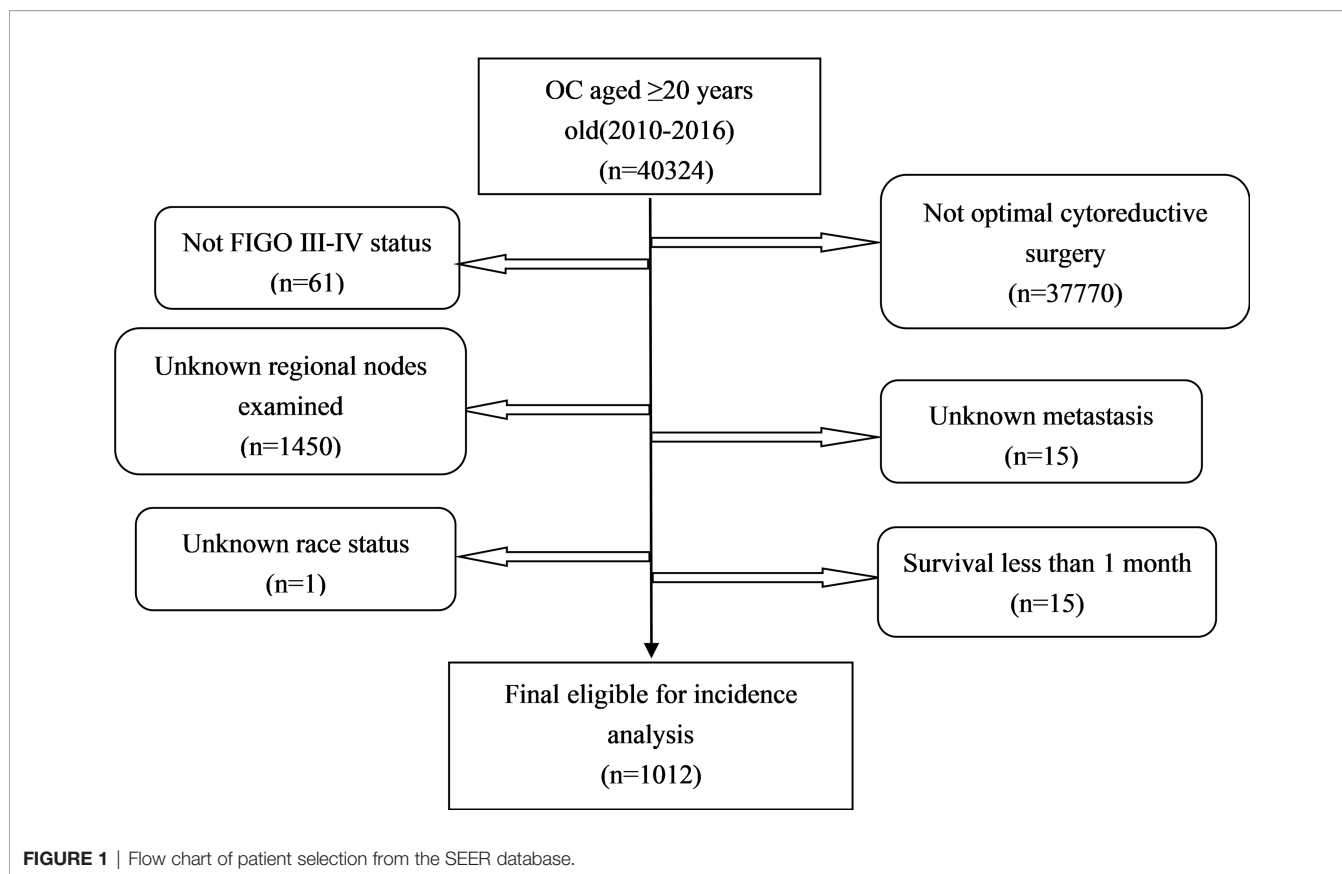 OC aged ≥20 years
old(2010-2016)
(n=40324)
Not optimal cytoreductive
surgery
(n=37770)
Not FIGO III-IV status
(n=61)
Unknown regional nodes
examined
(n=1450)
Unknown metastasis
(n=15)
Unknown race status
(n=1)
Survival less than 1 month
(n=15)
Final eligible for incidence
analysis
(n=1012)
FIGURE 1 | Flow chart of patient selection from the SEER database.